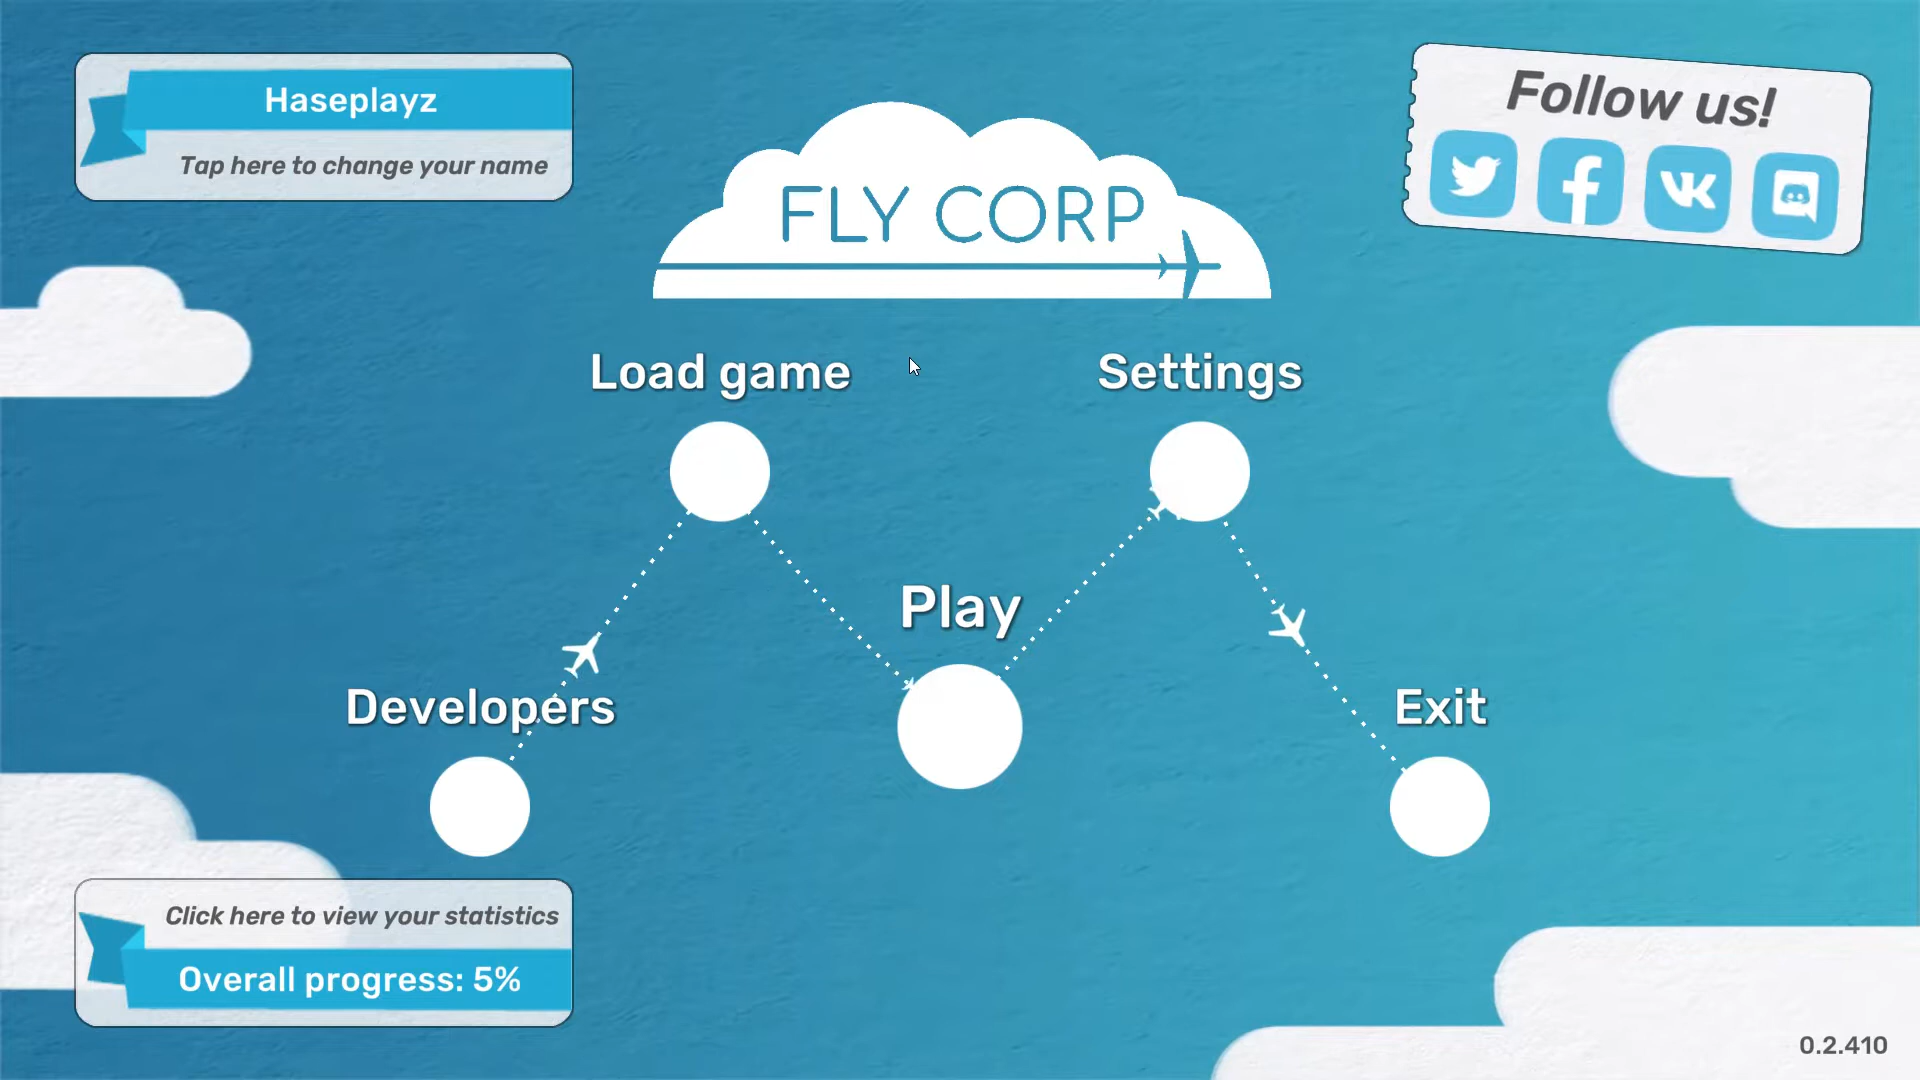 Haseplayz
Tap here to change your name
FLY CORP
Follow us!
Load game
Settings
Play
Developers
Exit
Click here to view your statistics
Overall progress: 5%
0.2.410